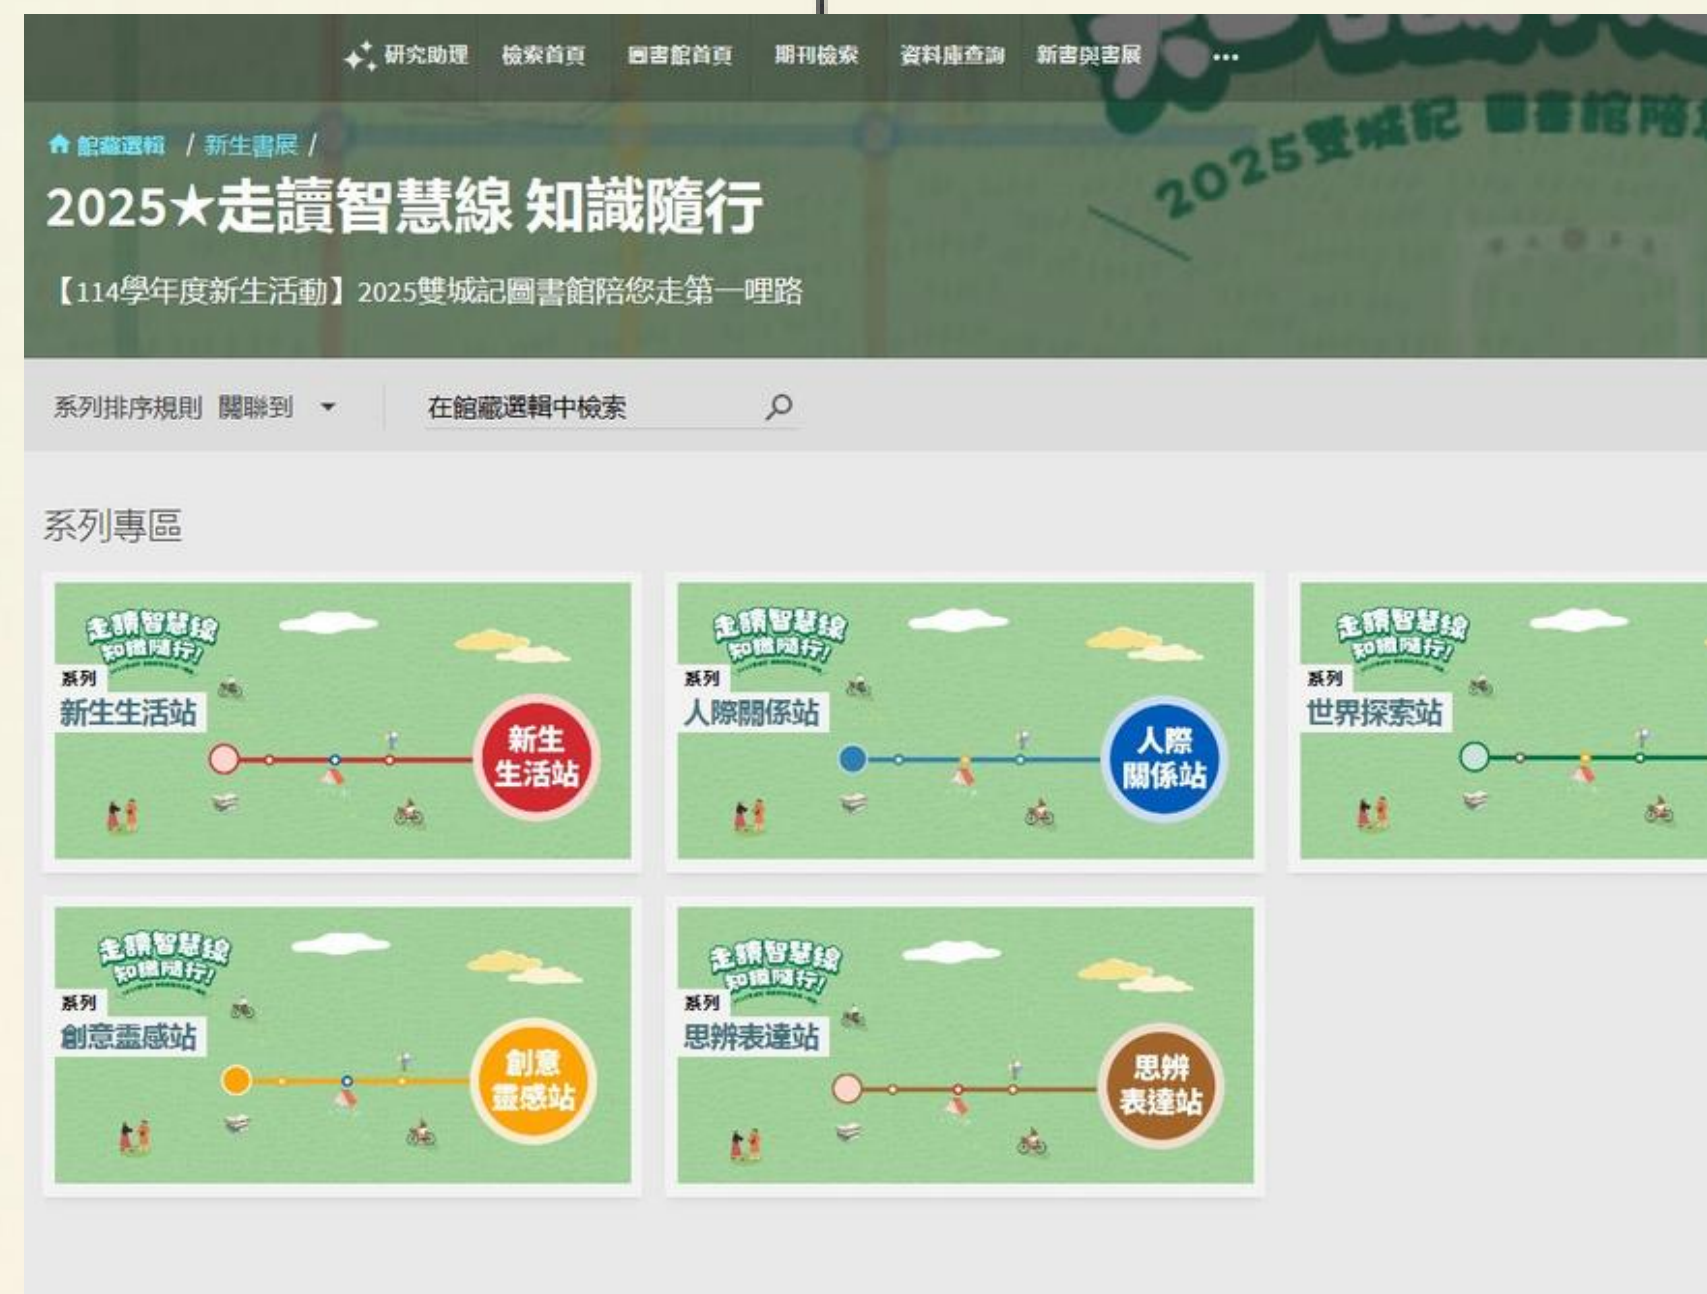 研究助理 檢索首頁 圖書館首頁 期刊檢索 資料庫查詢 新書與書展 •••
館藏選輯 / 新生書展 /
2025★走讀智慧線 知識隨行
【114學年度新生活動】2025雙城記圖書館陪您走第一哩路
2025雙城記 圖書館陪
系列排序規則 關聯到
在館藏選輯中檢索
系列專區
走讀智慧線
知識隨行!
系列
新生生活站
新生
生活站
走讀智慧線
知識隨行!
系列
人際關係站
人際
關係站
走讀智慧線
知識隨行!
系列
世界探索站
走讀智慧線
知識隨行!
系列
創意靈感站
創意
靈感站
走讀智慧線
知識隨行!
系列
思辨表達站
思辨
表達站